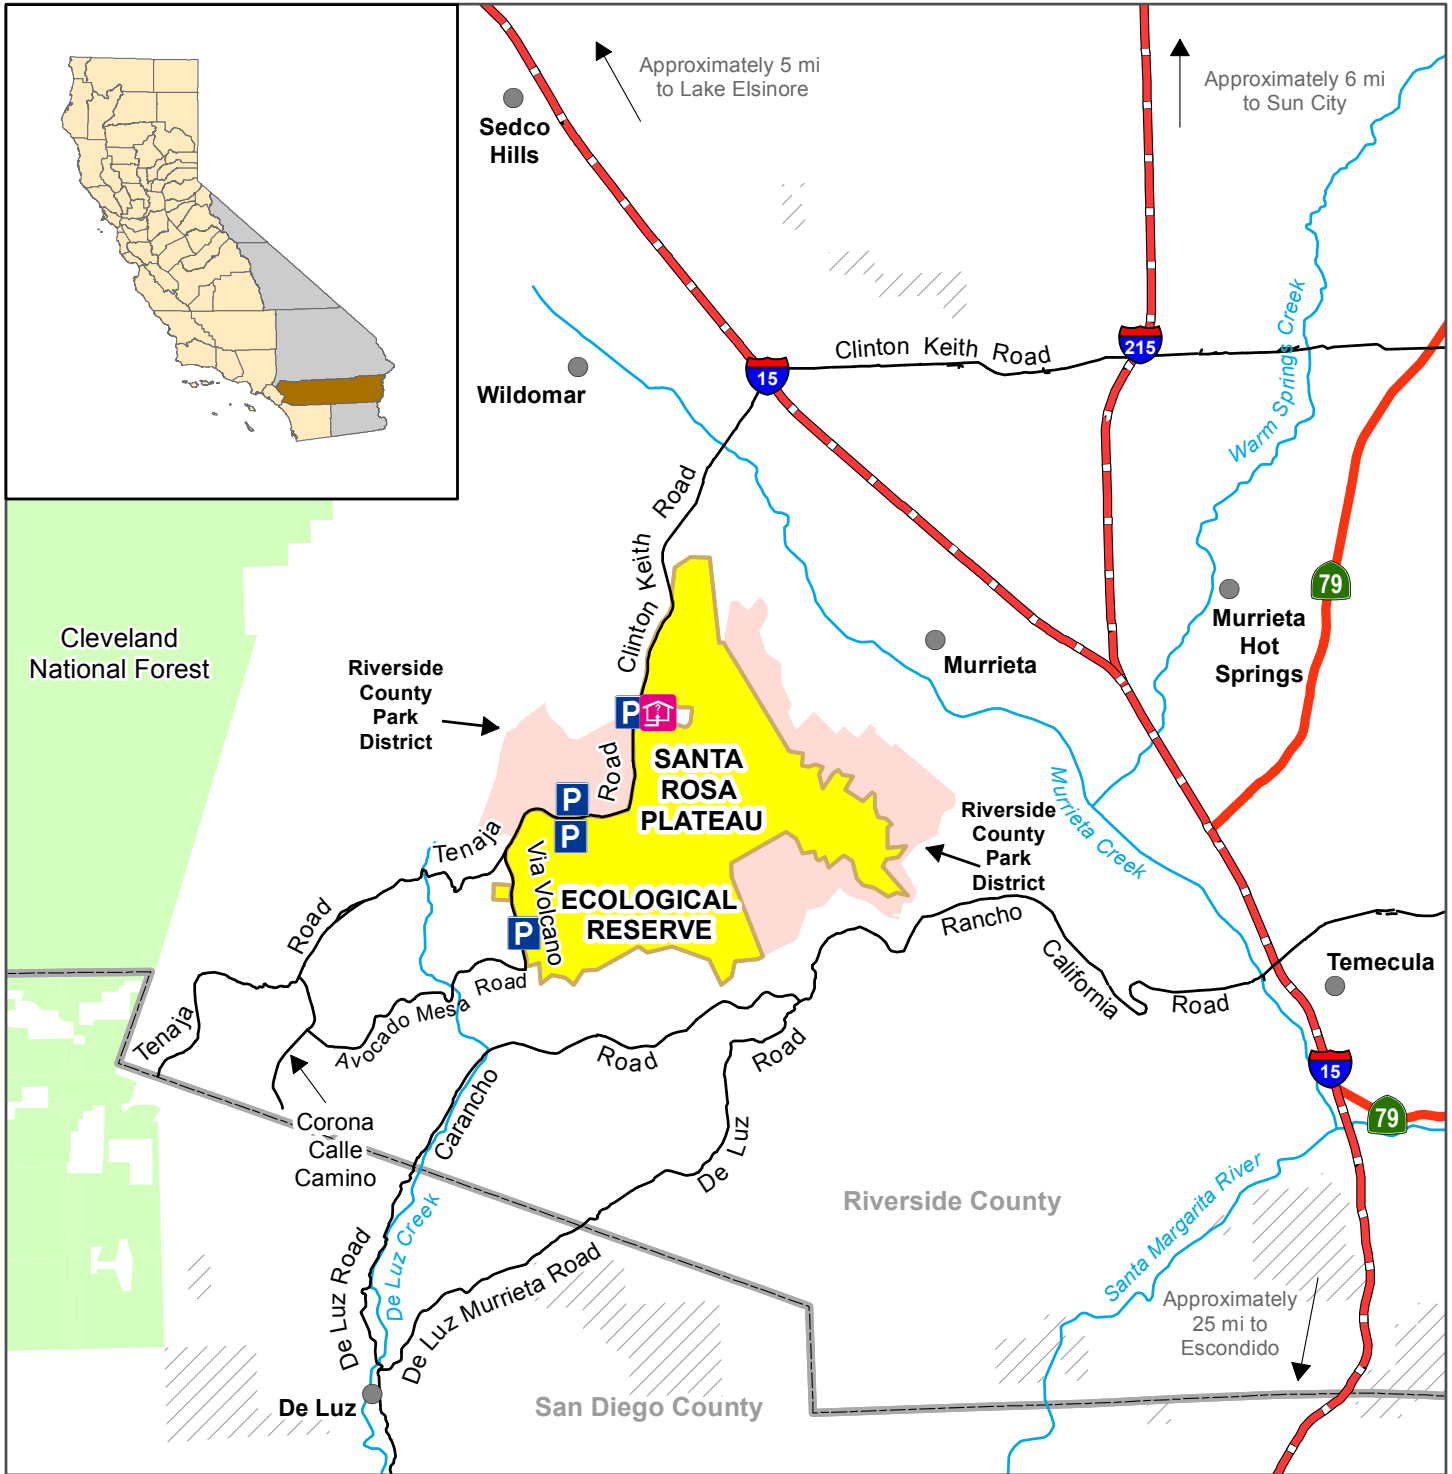 Approximately 5 mi
to Lake Elsinore
Approximately 6 mi
to Sun City
Sedco
Hills
Warm Springs Creek
215
Clinton Keith Road
15
Wildomar
Clinton Keith Road
79
Murrieta
Hot
Springs
Cleveland
National Forest
Murrieta
Riverside
County
Park
District
P
?
SANTA
ROSA
PLATEAU
P
P
Tenaja Road
Riverside
County
Park
District
Murrieta Creek
Via Volcano
ECOLOGICAL
RESERVE
P
Rancho California Road
Temecula
Tenaja Road
Avocado Mesa Road
Road
Road
15
79
Corona
Calle
Camino
Carancho
De Luz
Riverside County
Santa Margarita River
De Luz Creek
De Luz Road
De Luz Murrieta Road
Approximately
25 mi to
Escondido
De Luz
San Diego County